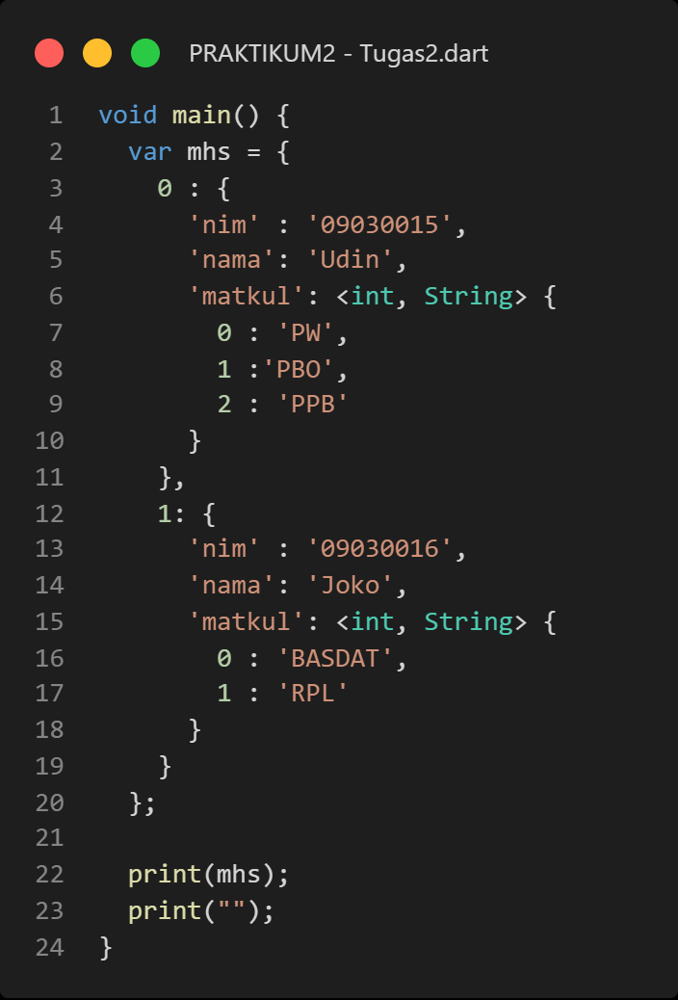 PRAKTIKUM2 - Tugas2.dart
1 void main() {
2   var mhs = {
3     0 : {
4       'nim' : '09030015',
5       'nama': 'Udin',
6       'matkul': <int, String> {
7         0 : 'PW',
8         1 :'PBO',
9         2 : 'PPB'
10       }
11     },
12     1: {
13       'nim' : '09030016',
14       'nama': 'Joko',
15       'matkul': <int, String> {
16         0 : 'BASDAT',
17         1 : 'RPL'
18       }
19     }
20   };
21
22   print(mhs);
23   print("");
24 }